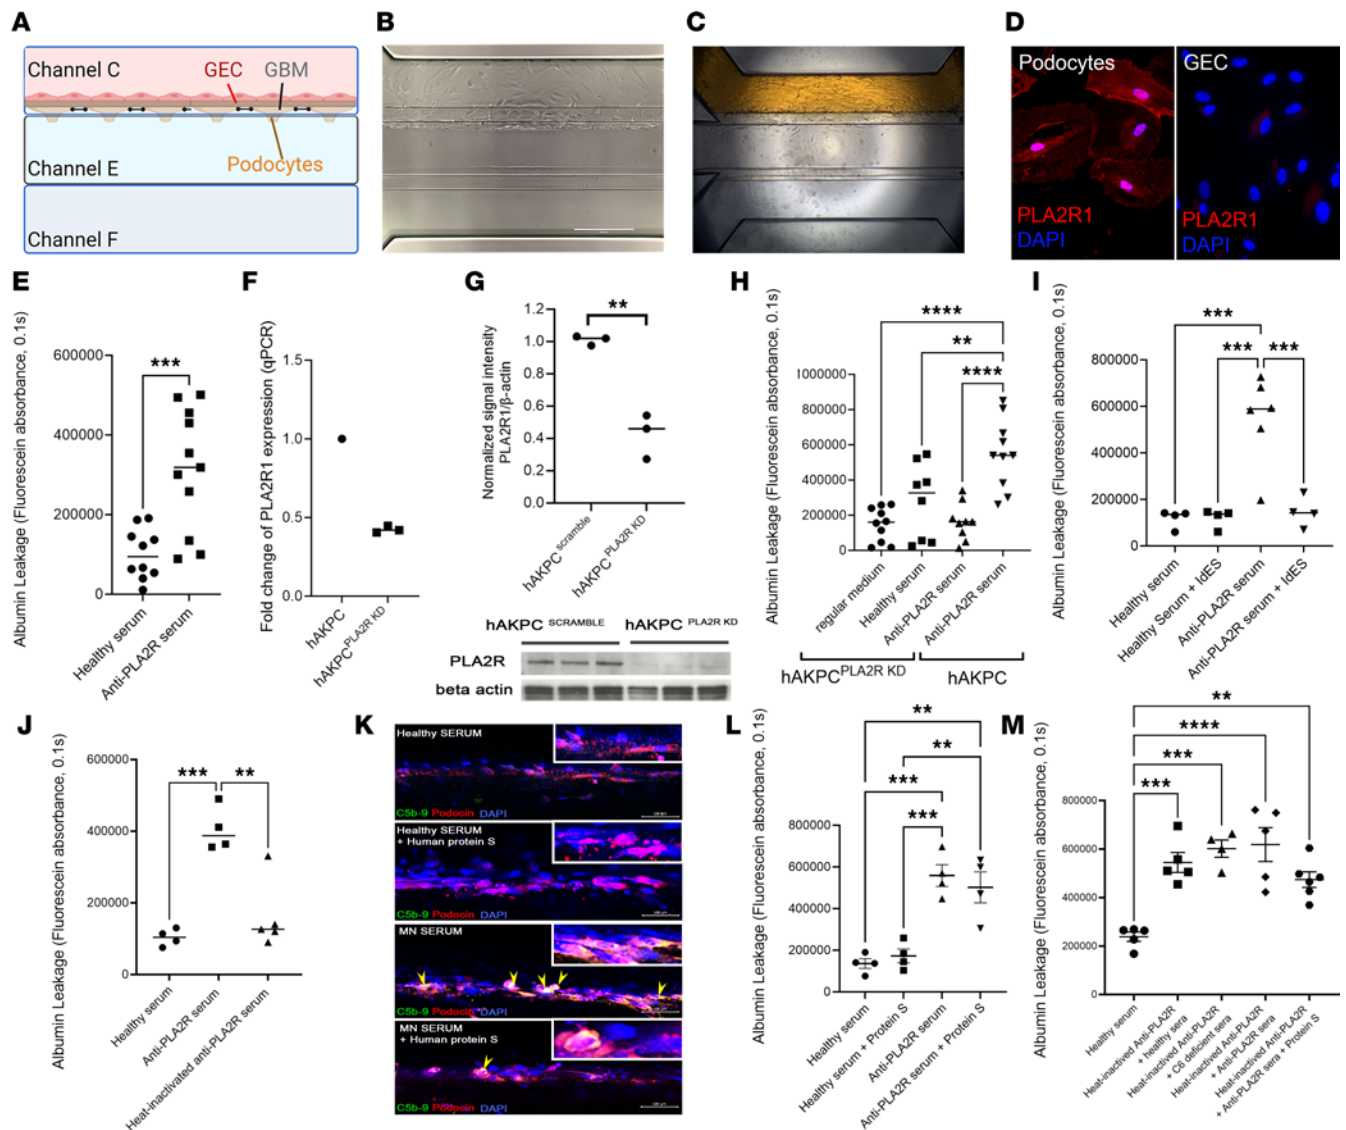 A
Channel C
GEC
GBM
Channel E
Podocytes
Channel F
B
C
D
Podocytes
PLA2R1
DAPI
GEC
PLA2R1
DAPI
E
Albumin Leakage (Fluorescein absorbance, 0.1s)
600000
400000
200000
0
***
Healthy serum
Anti-PLA2R serum
F
Fold change of PLA2R1 expression (qPCR)
1.5
1.0
0.5
0.0
hAKPC
hAKPC PLA2R KD
G
Normalized signal intensity
PLA2R1/β-actin
1.2
1.0
0.8
0.6
0.4
0.2
0.0
**
hAKPC scramble
hAKPC PLA2R KD
hAKPC SCRAMBLE
hAKPC PLA2R KD
PLA2R
beta actin
H
Albumin Leakage (Fluorescein absorbance, 0.1s)
1000000
800000
600000
400000
200000
0
****
**
****
regular medium
Healthy serum
Anti-PLA2R serum
Anti-PLA2R serum
hAKPC PLA2R KD
hAKPC
I
Albumin Leakage (Fluorescein absorbance, 0.1s)
800000
600000
400000
200000
0
***
***
***
Healthy serum
Healthy Serum + IdES
Anti-PLA2R serum
Anti-PLA2R serum + IdES
J
Albumin Leakage (Fluorescein absorbance, 0.1s)
600000
400000
200000
0
***
**
Healthy serum
Anti-PLA2R serum
Heat-inactivated anti-PLA2R serum
K
Healthy SERUM
C5b-9 Podocin DAPI
Healthy SERUM
+ Human protein S
C5b-9 Podocin DAPI
MN SERUM
C5b-9 Podocin DAPI
MN SERUM
+ Human protein S
C5b-9 Podocin DAPI
L
Albumin Leakage (Fluorescein absorbance, 0.1s)
800000
600000
400000
200000
0
**
**
***
***
Healthy serum
Healthy serum + Protein S
Anti-PLA2R serum
Anti-PLA2R serum + Protein S
M
Albumin Leakage (Fluorescein absorbance, 0.1s)
800000
600000
400000
200000
0
**
****
***
***
Healthy serum
Heat-inactived Anti-PLA2R
+ healthy sera
Heat-inactived Anti-PLA2R
+ C6 deficient sera
Heat-inactived Anti-PLA2R
+ Anti-PLA2R sera
Heat-inactived Anti-PLA2R
+ Anti-PLA2R sera + Protein S